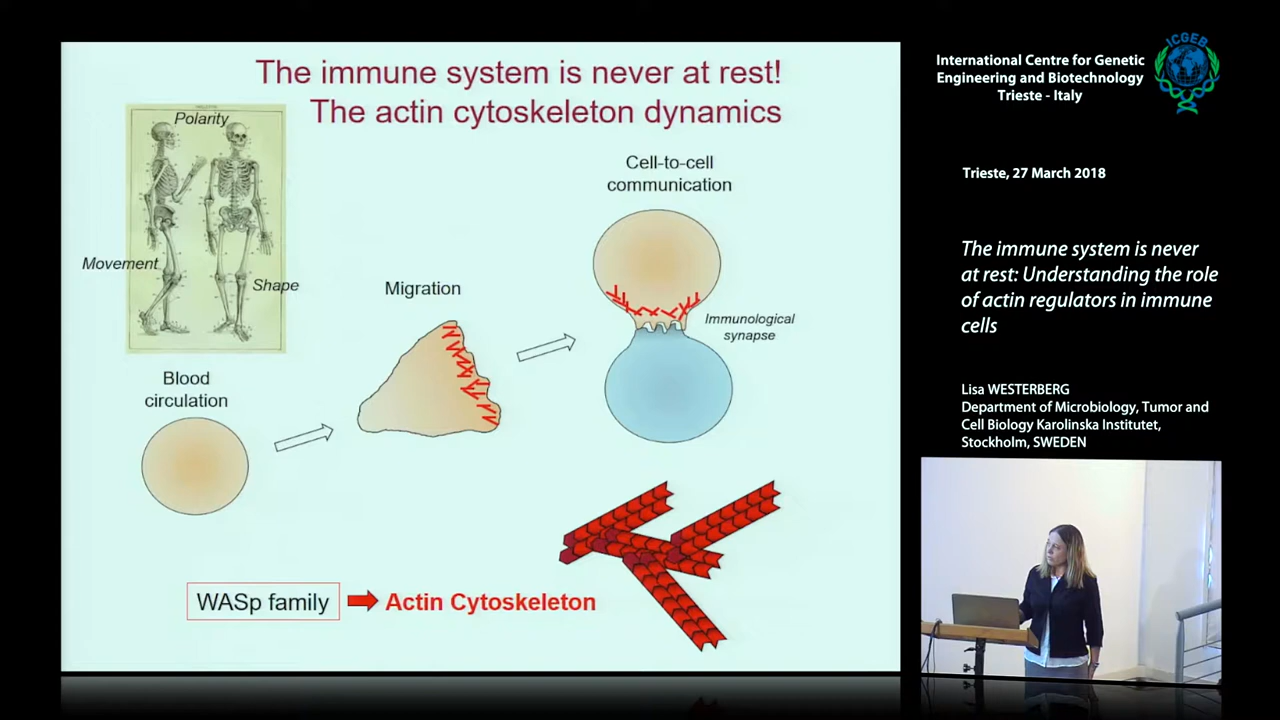 The immune system is never at rest!
The actin cytoskeleton dynamics
Polarity
Movement
Shape
Blood
circulation
Migration
Cell-to-cell
communication
Immunological
synapse
WASp family
Actin Cytoskeleton
International Centre for Genetic
Engineering and Biotechnology
Trieste - Italy
ICGEB
Trieste, 27 March 2018
The immune system is never
at rest: Understanding the role
of actin regulators in immune
cells
Lisa WESTERBERG
Department of Microbiology, Tumor and
Cell Biology Karolinska Institutet,
Stockholm, SWEDEN